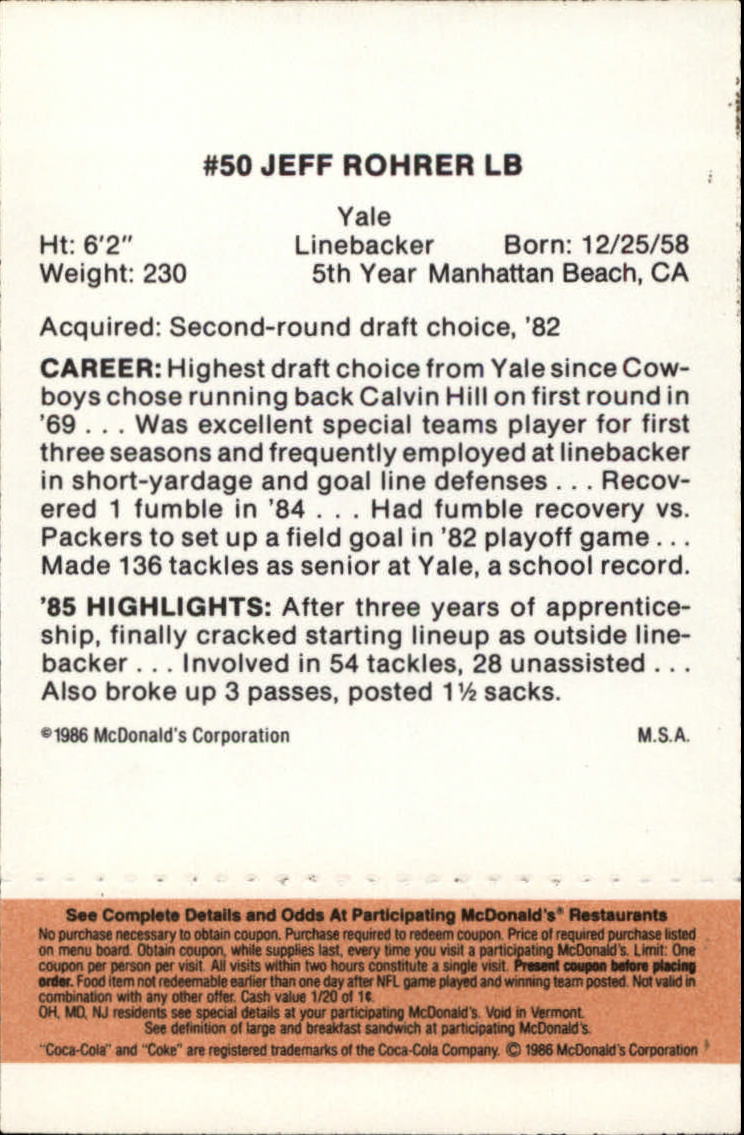 #50 JEFF ROHRER LB
Yale
Ht: 6'2" Linebacker Born: 12/25/58
Weight: 230 5th Year Manhattan Beach, CA
Acquired: Second-round draft choice, '82
CAREER: Highest draft choice from Yale since Cow-
boys chose running back Calvin Hill on first round in
'69 . . . Was excellent special teams player for first
three seasons and frequently employed at linebacker
in short-yardage and goal line defenses . . . Recov-
ered 1 fumble in '84 . . . Had fumble recovery vs.
Packers to set up a field goal in '82 playoff game . . .
Made 136 tackles as senior at Yale, a school record.
'85 HIGHLIGHTS: After three years of apprentice-
ship, finally cracked starting lineup as outside line-
backer . . . Involved in 54 tackles, 28 unassisted . . .
Also broke up 3 passes, posted 1½ sacks.
©1986 McDonald's Corporation M.S.A.
See Complete Details and Odds At Participating McDonald's® Restaurants
No purchase necessary to obtain coupon. Purchase required to redeem coupon. Price of required purchase listed
on menu board. Obtain coupon, while supplies last, every time you visit a participating McDonald's. Limit: One
coupon per person per visit. All visits within two hours constitute a single visit. Present coupon before placing
order. Food item not redeemable earlier than one day after NFL game played and winning team posted. Not valid in
combination with any other offer. Cash value 1/20 of 1¢.
OH, MD, NJ residents see special details at your participating McDonald's. Void in Vermont.
See definition of large and breakfast sandwich at participating McDonald's.
"Coca-Cola" and "Coke" are registered trademarks of the Coca-Cola Company. © 1986 McDonald's Corporation